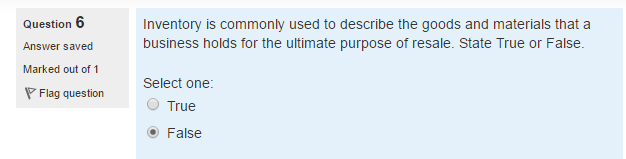 Question 6
Answer saved
Marked out of 1
Flag question
Inventory is commonly used to describe the goods and materials that a
business holds for the ultimate purpose of resale. State True or False.
Select one:
True
False